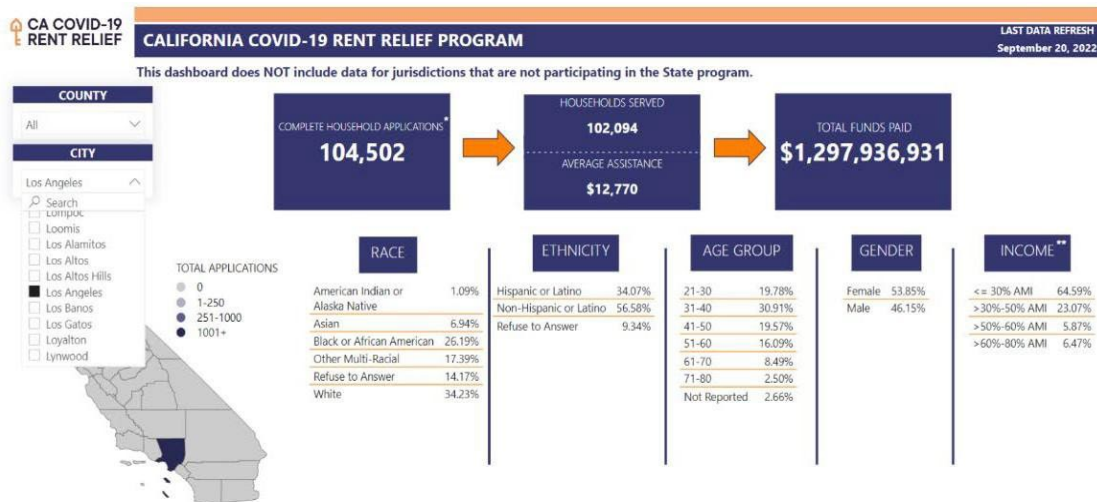 CA COVID-19
RENT RELIEF
CALIFORNIA COVID-19 RENT RELIEF PROGRAM
LAST DATA REFRESH
September 20, 2022
This dashboard does NOT include data for jurisdictions that are not participating in the State program.
COUNTY
All
CITY
Los Angeles
Search
Lompoc
Loomis
Los Alamitos
Los Altos
Los Altos Hills
Los Angeles
Los Banos
Los Gatos
Loyalton
Lynwood
COMPLETE HOUSEHOLD APPLICATIONS*
104,502
HOUSEHOLDS SERVED
102,094
AVERAGE ASSISTANCE
$12,770
TOTAL FUNDS PAID
$1,297,936,931
TOTAL APPLICATIONS
0
1-250
251-1000
1001+
RACE
American Indian or Alaska Native 1.09%
Asian 6.94%
Black or African American 26.19%
Other Multi-Racial 17.39%
Refuse to Answer 14.17%
White 34.23%
ETHNICITY
Hispanic or Latino 34.07%
Non-Hispanic or Latino 56.58%
Refuse to Answer 9.34%
AGE GROUP
21-30 19.78%
31-40 30.91%
41-50 19.57%
51-60 16.09%
61-70 8.49%
71-80 2.50%
Not Reported 2.66%
GENDER
Female 53.85%
Male 46.15%
INCOME**
<= 30% AMI 64.59%
>30%-50% AMI 23.07%
>50%-60% AMI 5.87%
>60%-80% AMI 6.47%